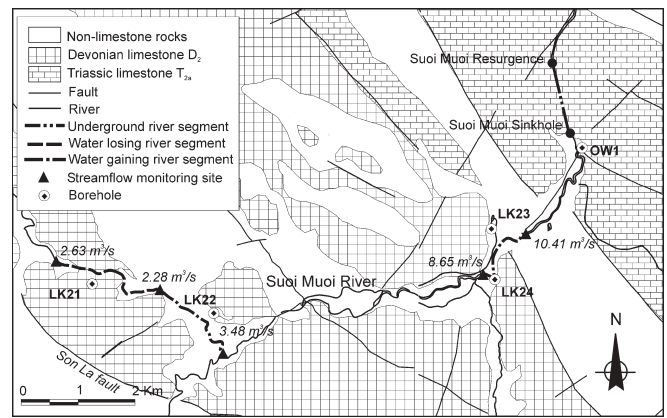 Non-limestone rocks
Devonian limestone D2
Triassic limestone T2a
Fault
River
Underground river segment
Water losing river segment
Water gaining river segment
Streamflow monitoring site
Borehole
Suoi Muoi Resurgence
Suoi Muoi Sinkhole
OW1
LK23
10.41 m³/s
8.65 m³/s
LK24
Suoi Muoi River
2.63 m³/s
2.28 m³/s
LK21
LK22
3.48 m³/s
Son La fault
0 1 2 Km
N